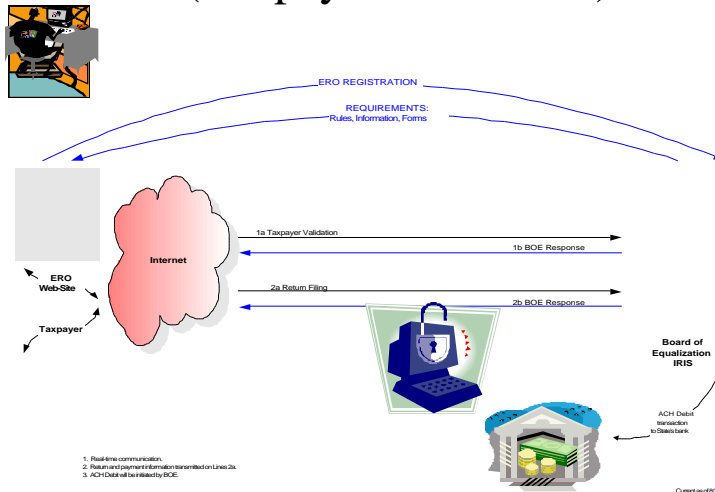 ERO REGISTRATION
REQUIREMENTS:
Rules, Information, Forms
1a Taxpayer Validation
1b BOE Response
Internet
ERO
Web-Site
2a Return Filing
2b BOE Response
Taxpayer
Board of
Equalization
IRIS
ACH Debit
transaction
to State's bank
1. Real-time communication.
2. Return and payment information transmitted on Lines 2a.
3. ACH Debit will be initiated by BOE.